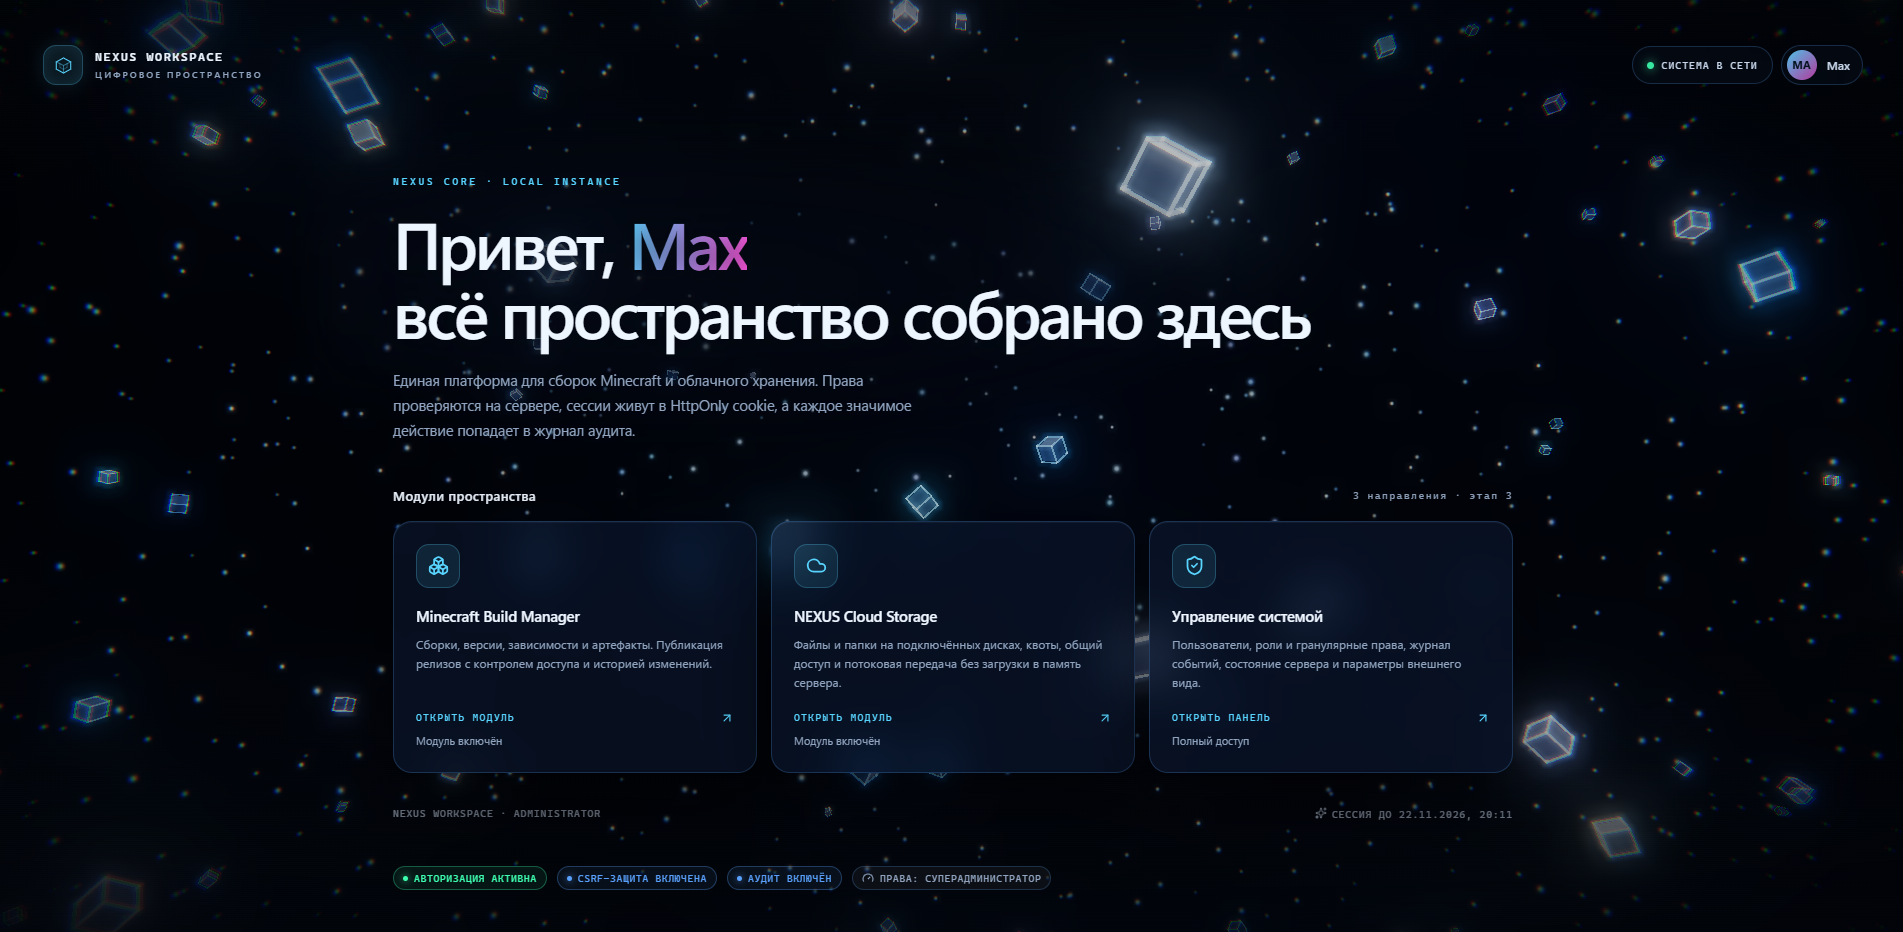 NEXUS WORKSPACE
ЦИФРОВОЕ ПРОСТРАНСТВО
СИСТЕМА В СЕТИ
MA
Max
NEXUS CORE · LOCAL INSTANCE
Привет, Max
всё пространство собрано здесь
Единая платформа для сборок Minecraft и облачного хранения. Права
проверяются на сервере, сессии живут в HttpOnly cookie, а каждое значимое
действие попадает в журнал аудита.
Модули пространства
3 направления · этап 3
Minecraft Build Manager
Сборки, версии, зависимости и артефакты. Публикация
релизов с контролем доступа и историей изменений.
ОТКРЫТЬ МОДУЛЬ
Модуль включён
NEXUS Cloud Storage
Файлы и папки на подключённых дисках, квоты, общий
доступ и потоковая передача без загрузки в память
сервера.
ОТКРЫТЬ МОДУЛЬ
Модуль включён
Управление системой
Пользователи, роли и гранулярные права, журнал
событий, состояние сервера и параметры внешнего
вида.
ОТКРЫТЬ ПАНЕЛЬ
Полный доступ
NEXUS WORKSPACE · ADMINISTRATOR
СЕССИЯ ДО 22.11.2026, 20:11
АВТОРИЗАЦИЯ АКТИВНА
CSRF-ЗАЩИТА ВКЛЮЧЕНА
АУДИТ ВКЛЮЧЁН
ПРАВА: СУПЕРАДМИНИСТРАТОР